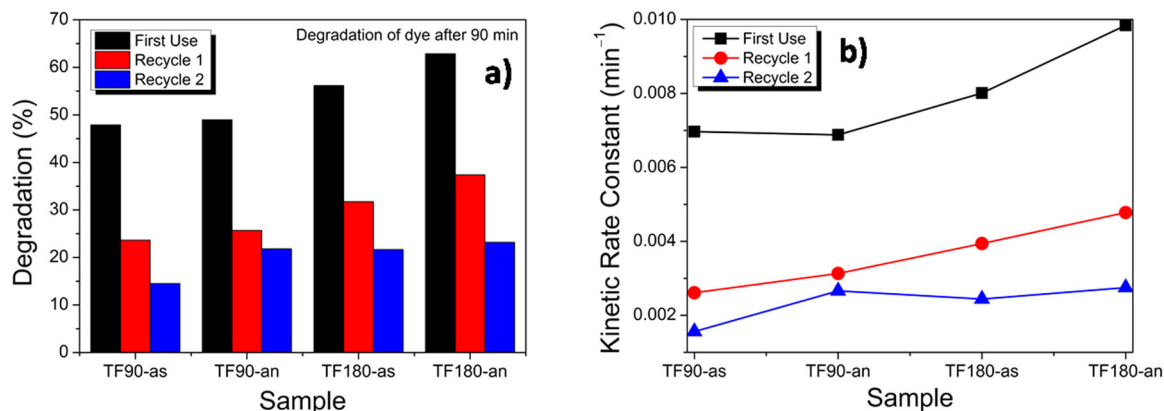 70
60
50
40
30
20
10
0
Degradation (%)
First Use
Recycle 1
Recycle 2
Degradation of dye after 90 min
a)
TF90-as TF90-an TF180-as TF180-an
Sample
0.010
0.008
0.006
0.004
0.002
Kinetic Rate Constant (min⁻¹)
First Use
Recycle 1
Recycle 2
b)
TF90-as TF90-an TF180-as TF180-an
Sample